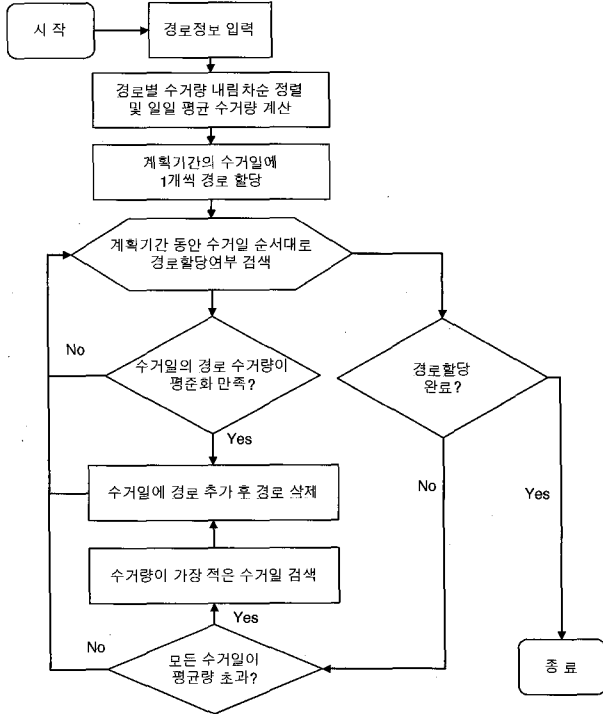 시 작
경로정보 입력
경로별 수거량 내림차순 정렬
및 일일 평균 수거량 계산
계획기간의 수거일에
1개씩 경로 할당
계획기간 동안 수거일 순서대로
경로할당여부 검색
No
수거일의 경로 수거량이
평준화 만족?
경로할당
완료?
Yes
수거일에 경로 추가 후 경로 삭제
No
Yes
수거량이 가장 적은 수거일 검색
Yes
No
모든 수거일이
평균량 초과?
종 료